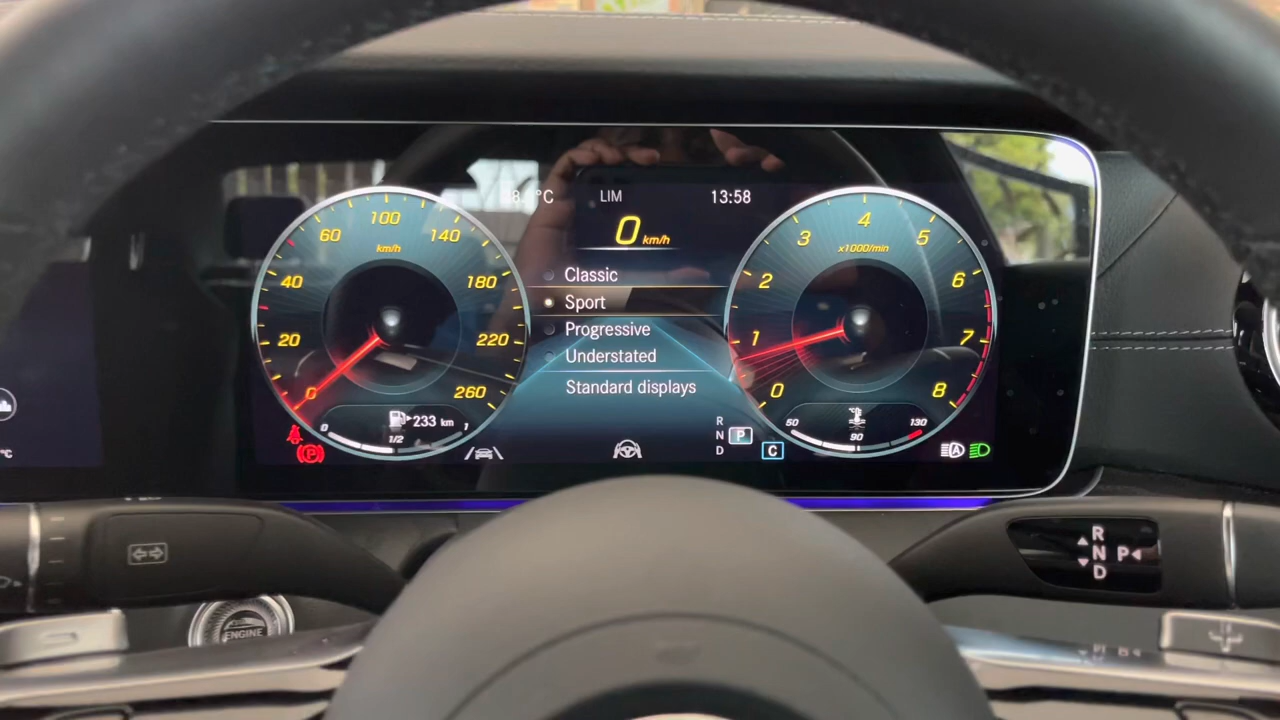 LIM
13:58
0 km/h
Classic
Sport
Progressive
Understated
Standard displays
km/h
0
20
40
60
100
140
180
220
260
233 km
0
1/2
1
x1000/min
0
1
2
3
4
5
6
7
8
50
90
130
R
N
D
P
C
(P)
A
°C
ENGINE
R
N P
D